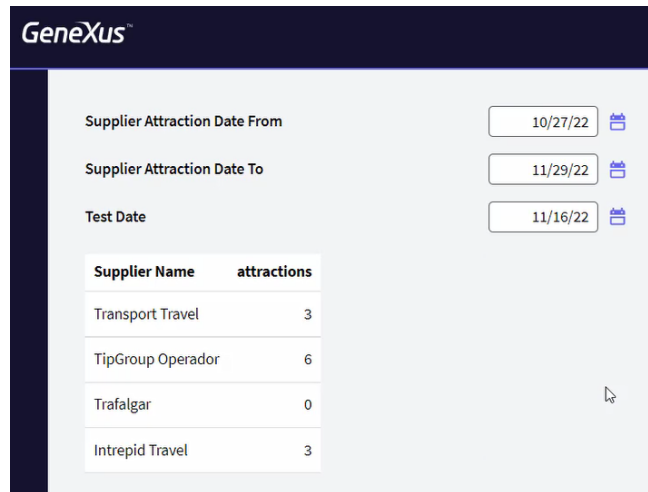 GeneXus™
Supplier Attraction Date From 10/27/22
Supplier Attraction Date To 11/29/22
Test Date 11/16/22
Supplier Name attractions
Transport Travel 3
TipGroup Operador 6
Trafalgar 0
Intrepid Travel 3